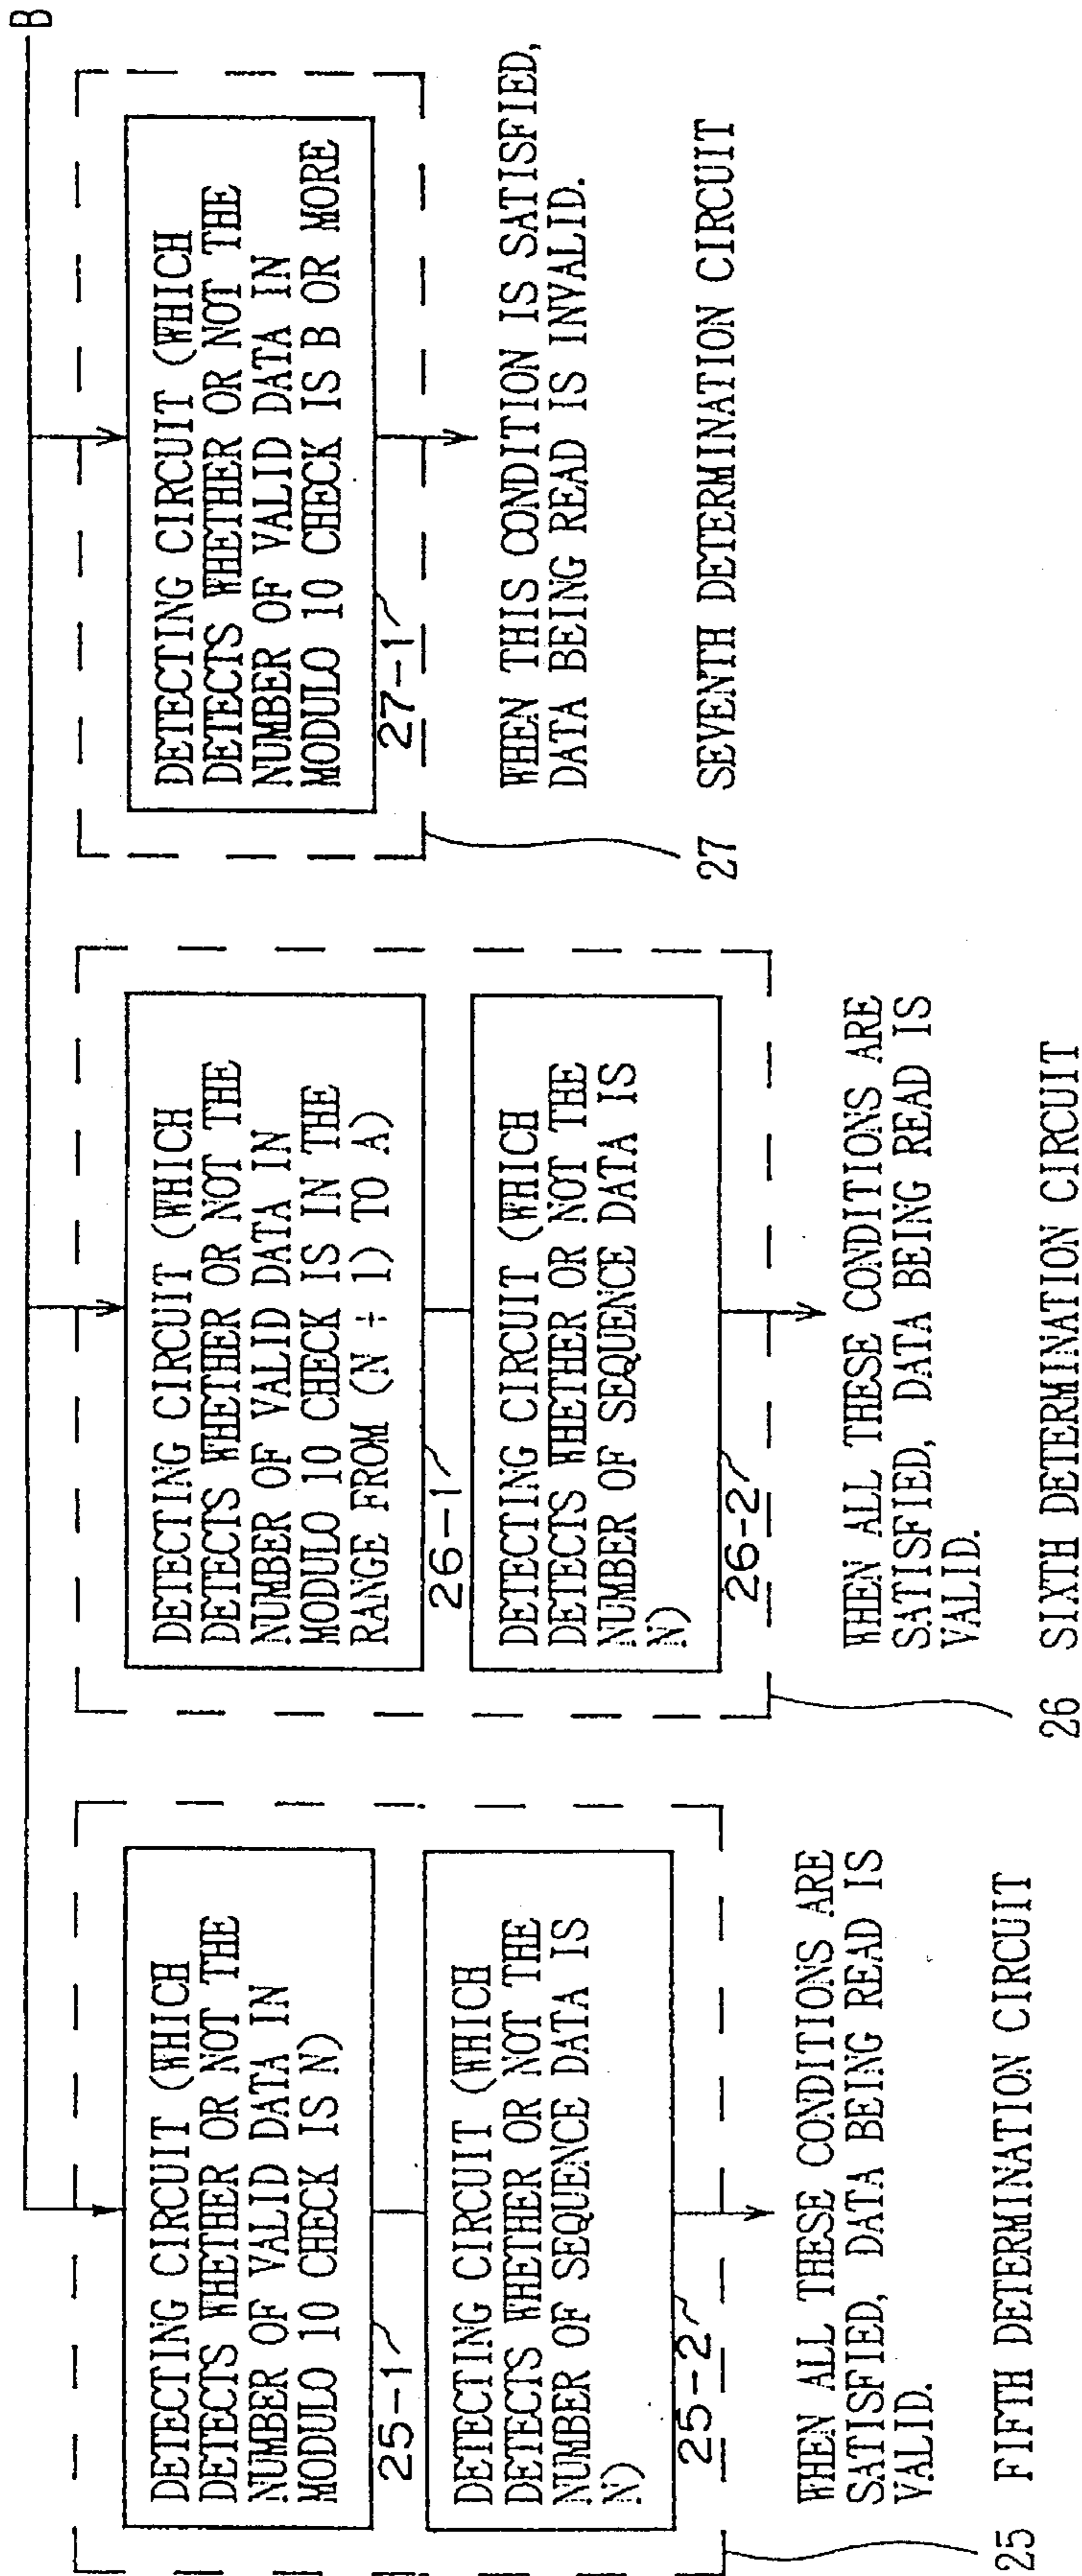 B
DETECTING CIRCUIT (WHICH
DETECTS WHETHER OR NOT THE
NUMBER OF VALID DATA IN
MODULO 10 CHECK IS N)
25-1
DETECTING CIRCUIT (WHICH
DETECTS WHETHER OR NOT THE
NUMBER OF SEQUENCE DATA IS
N)
25-2
WHEN ALL THESE CONDITIONS ARE
SATISFIED, DATA BEING READ IS
VALID.
25 FIFTH DETERMINATION CIRCUIT
DETECTING CIRCUIT (WHICH
DETECTS WHETHER OR NOT THE
NUMBER OF VALID DATA IN
MODULO 10 CHECK IS IN THE
RANGE FROM (N + 1) TO A)
26-1
DETECTING CIRCUIT (WHICH
DETECTS WHETHER OR NOT THE
NUMBER OF SEQUENCE DATA IS
N)
26-2
WHEN ALL THESE CONDITIONS ARE
SATISFIED, DATA BEING READ IS
VALID.
26 SIXTH DETERMINATION CIRCUIT
DETECTING CIRCUIT (WHICH
DETECTS WHETHER OR NOT THE
NUMBER OF VALID DATA IN
MODULO 10 CHECK IS B OR MORE
27-1
WHEN THIS CONDITION IS SATISFIED,
DATA BEING READ IS INVALID.
27 SEVENTH DETERMINATION CIRCUIT